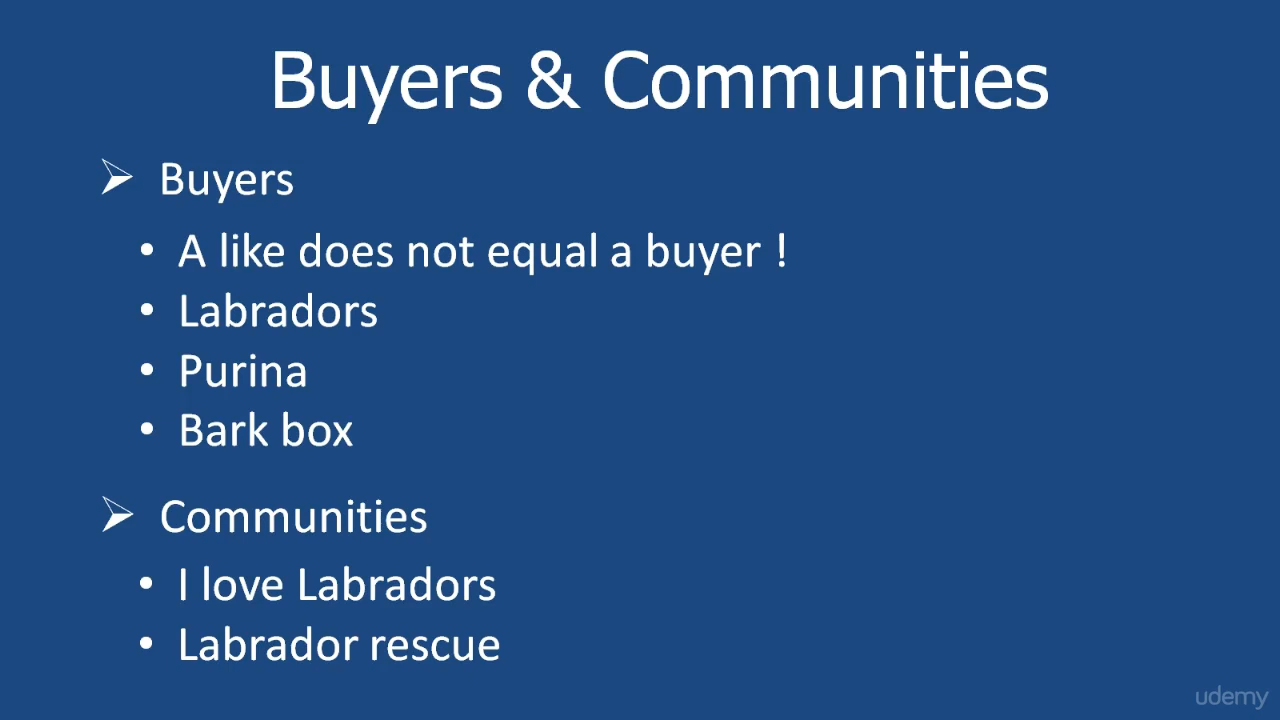 Buyers & Communities
➢ Buyers
• A like does not equal a buyer !
• Labradors
• Purina
• Bark box
➢ Communities
• I love Labradors
• Labrador rescue
udemy